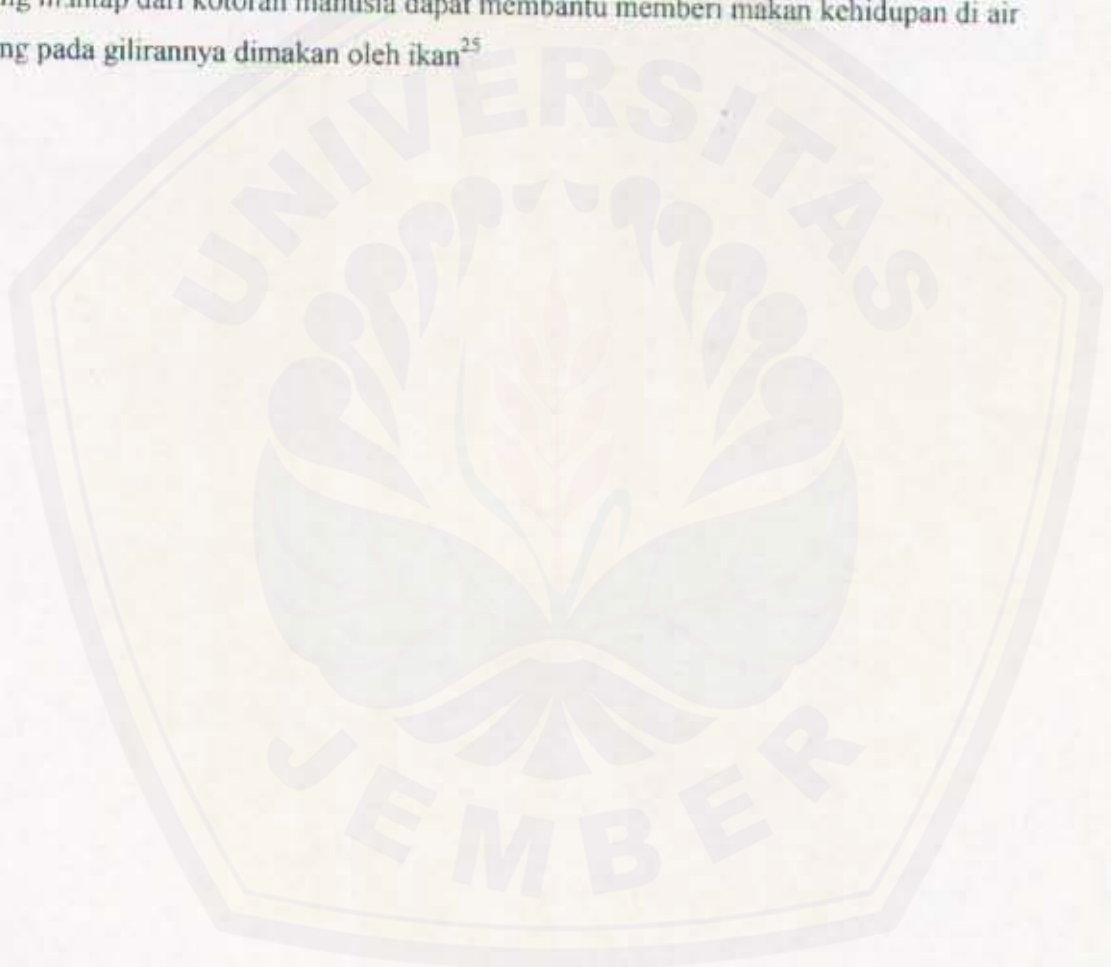 dari kotoran manusia dapat membantu memberi makan kehidupan di air
ng pada gilirannya dimakan oleh ikan25
UNIVERSITAS
JEMBER